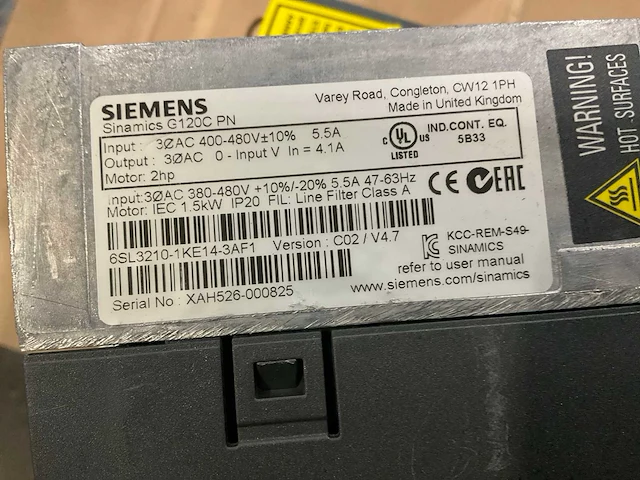 SIEMENS
Sinamics G120C PN
Varey Road, Congleton, CW12 1PH
Made in United Kingdom
Input : 3ØAC 400-480V±10% 5.5A
Output : 3ØAC 0 - Input V In = 4.1A
Motor: 2hp
C UL US
LISTED
IND.CONT. EQ.
5B33
Input:3ØAC 380-480V +10%/-20% 5.5A 47-63Hz
Motor: IEC 1.5kW IP20 FIL: Line Filter Class A
CE EAC
6SL3210-1KE14-3AF1 Version : C02 / V4.7
KCC-REM-S49-
SINAMICS
refer to user manual
Serial No : XAH526-000825
www.siemens.com/sinamics
WARNING!
HOT SURFACES